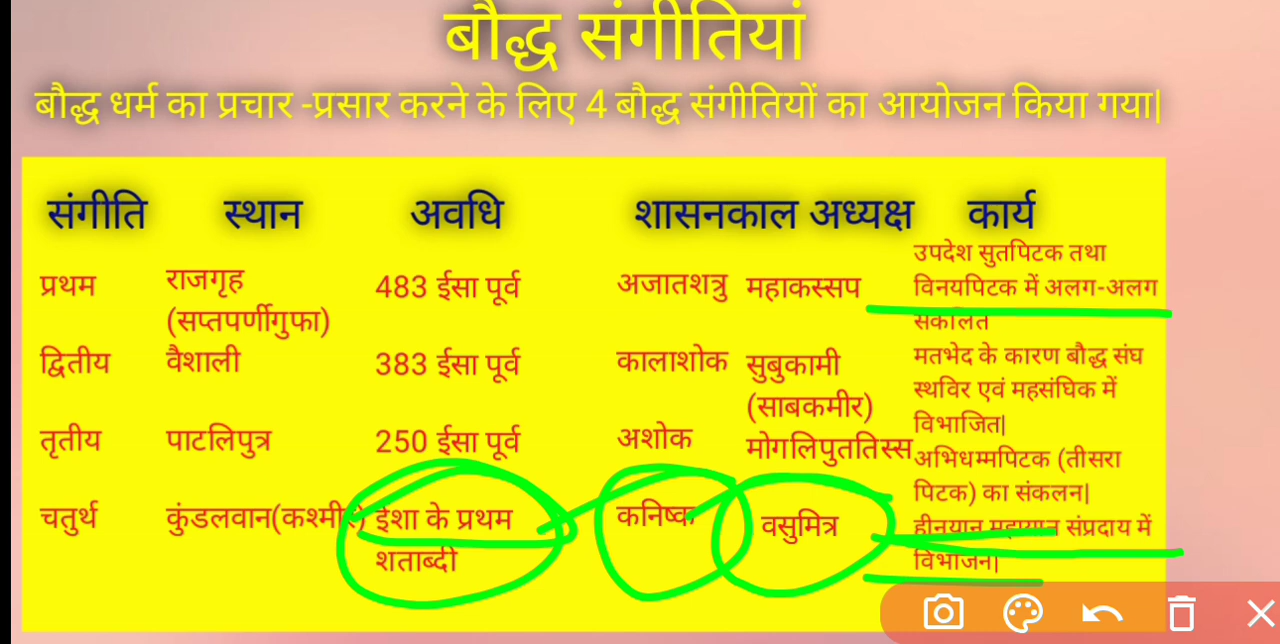 बौद्ध संगीतियां
बौद्ध धर्म का प्रचार -प्रसार करने के लिए 4 बौद्ध संगीतियों का आयोजन किया गया|
संगीति स्थान अवधि शासनकाल अध्यक्ष कार्य
प्रथम राजगृह (सप्तपर्णीगुफा) 483 ईसा पूर्व अजातशत्रु महाकस्सप उपदेश सुतपिटक तथा
विनयपिटक में अलग-अलग
संकलित
द्वितीय वैशाली 383 ईसा पूर्व कालाशोक सुबुकामी (साबकमीर) मतभेद के कारण बौद्ध संघ
स्थविर एवं महसंघिक में
विभाजित|
तृतीय पाटलिपुत्र 250 ईसा पूर्व अशोक मोगलिपुततिस्स अभिधम्मपिटक (तीसरा
पिटक) का संकलन|
चतुर्थ कुंडलवान(कश्मीर) ईशा के प्रथम शताब्दी कनिष्क वसुमित्र हीनयान महायान संप्रदाय में
विभाजन|